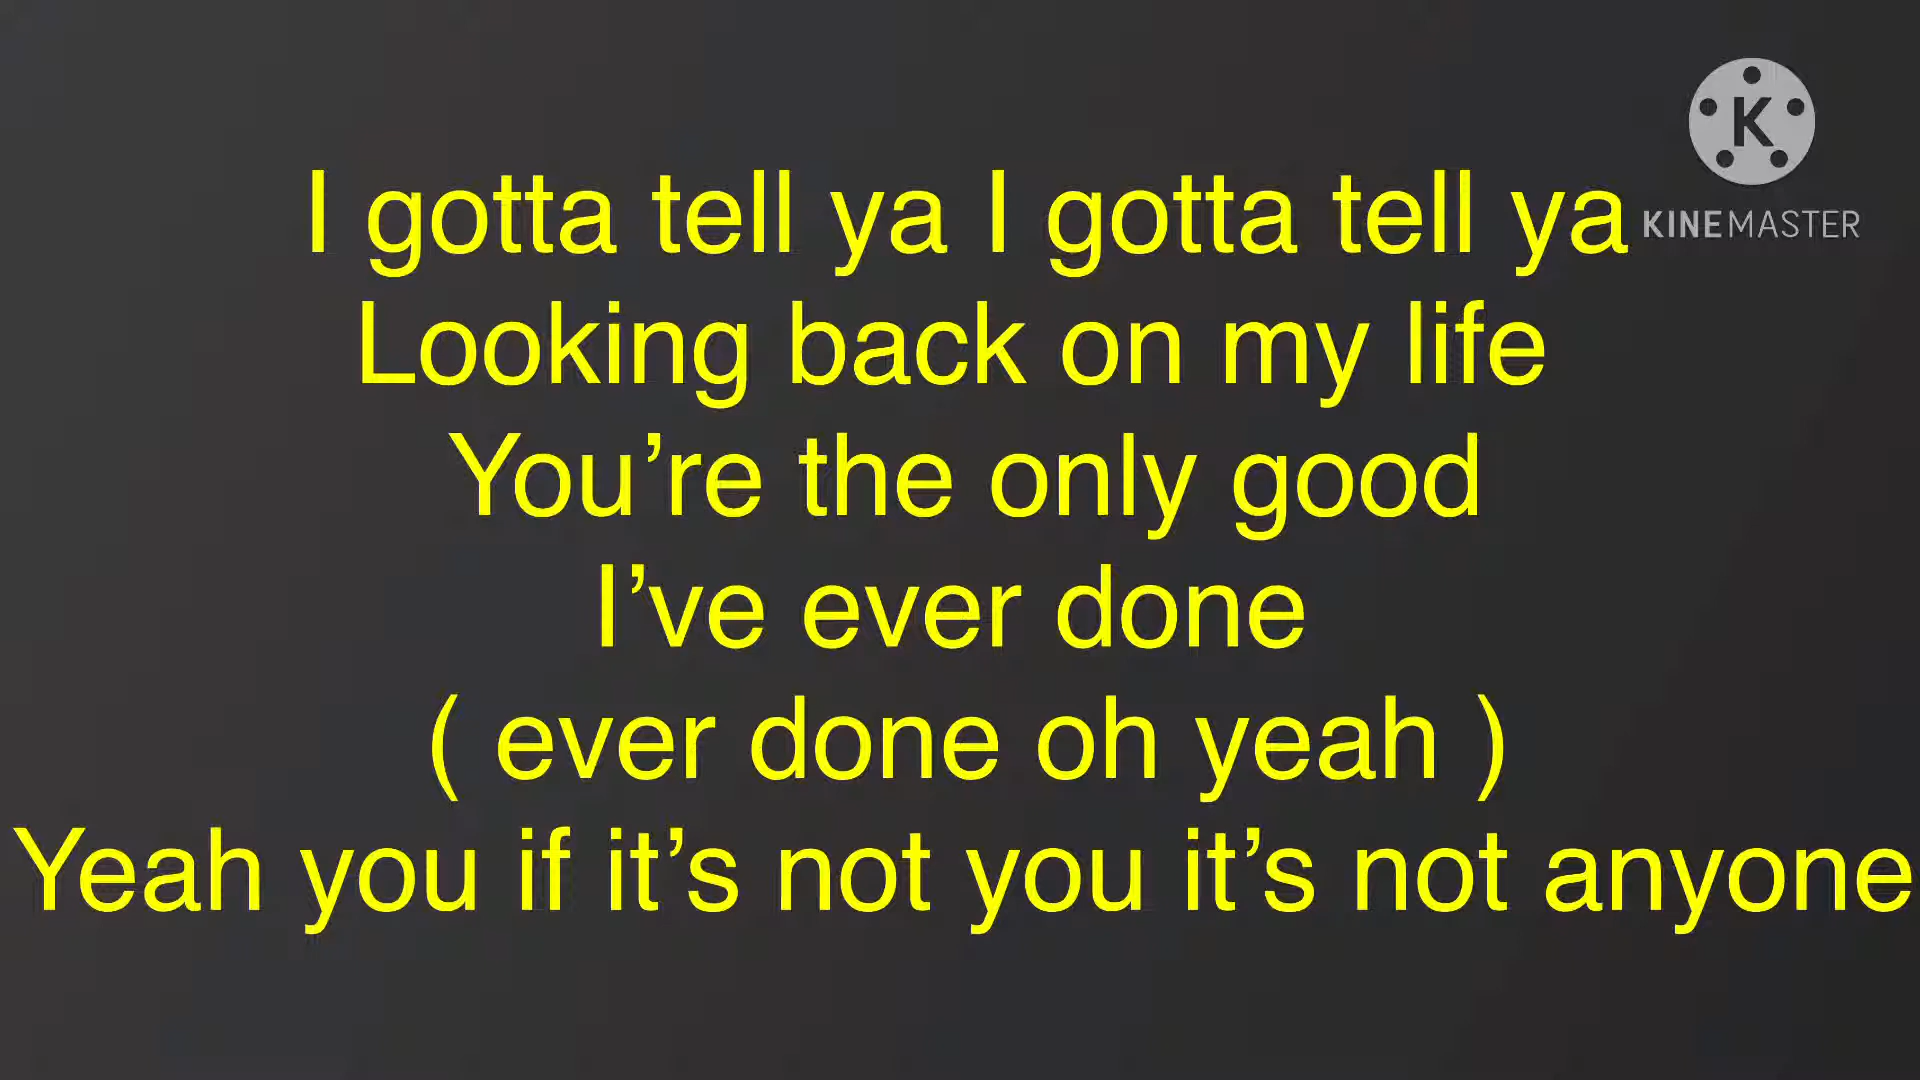 K
KINEMASTER
I gotta tell ya I gotta tell ya
Looking back on my life
You’re the only good
I’ve ever done
( ever done oh yeah )
Yeah you if it’s not you it’s not anyone